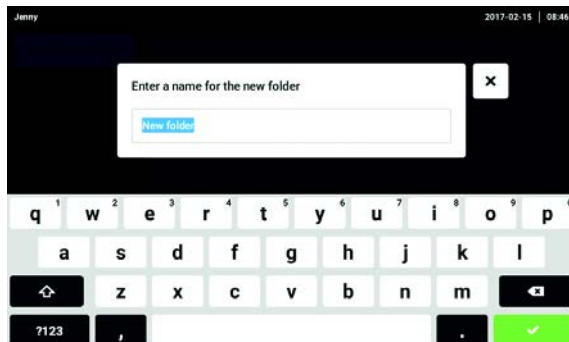 Jenny 2017-02-15 | 08:46
Enter a name for the new folder
New folder
q 1 w 2 e 3 r 4 t 5 y 6 u 7 i 8 o 9 p
a s d f g h j k l
z x c v b n m
?123 , .